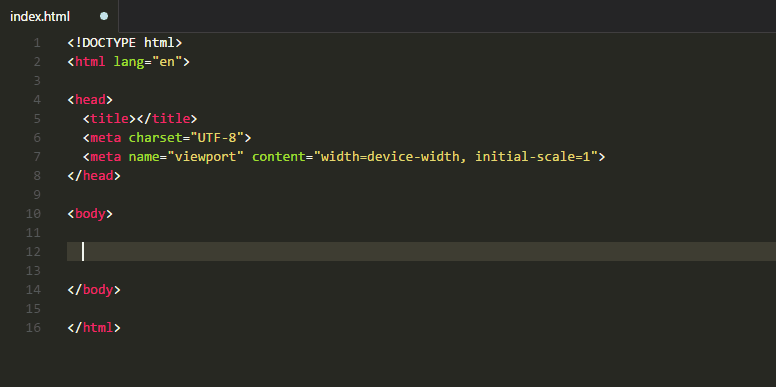 index.html
1 <!DOCTYPE html>
2 <html lang="en">
3
4 <head>
5   <title></title>
6   <meta charset="UTF-8">
7   <meta name="viewport" content="width=device-width, initial-scale=1">
8 </head>
9
10 <body>
11
12
13
14 </body>
15
16 </html>